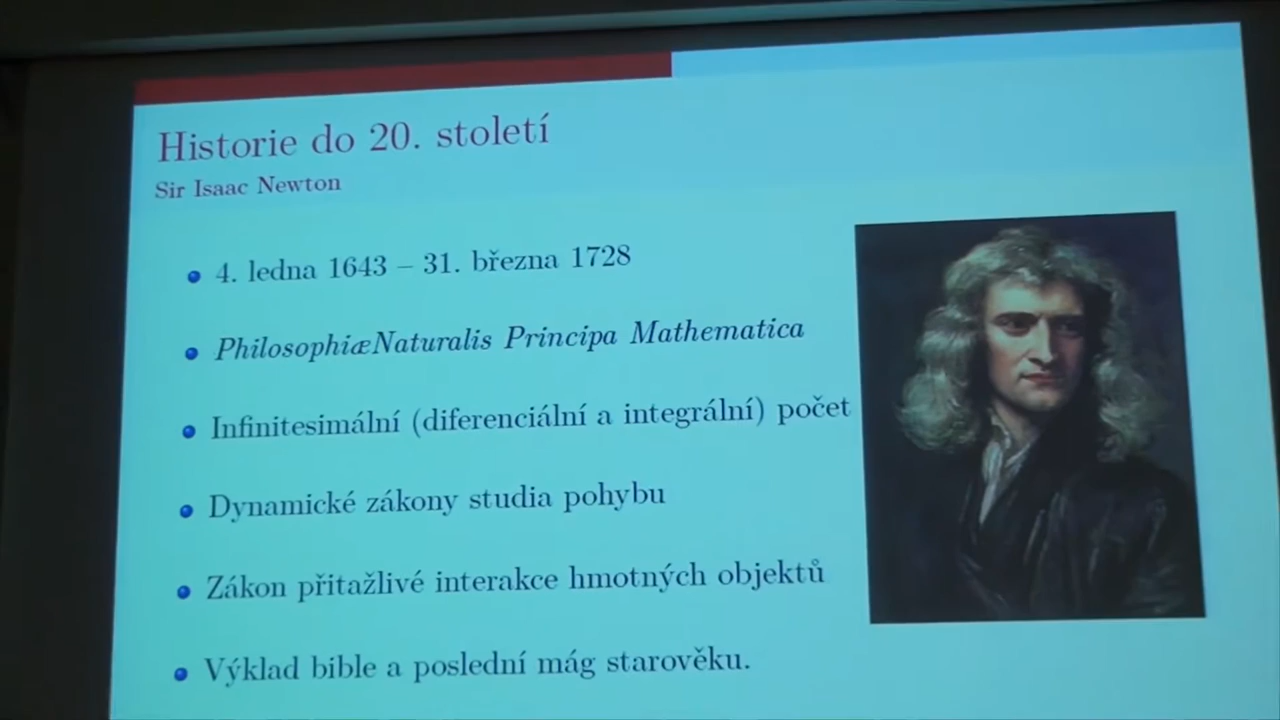 Historie do 20. století
Sir Isaac Newton
4. ledna 1643 – 31. března 1728
PhilosophiæNaturalis Principa Mathematica
Infinitesimální (diferenciální a integrální) počet
Dynamické zákony studia pohybu
Zákon přitažlivé interakce hmotných objektů
Výklad bible a poslední mág starověku.